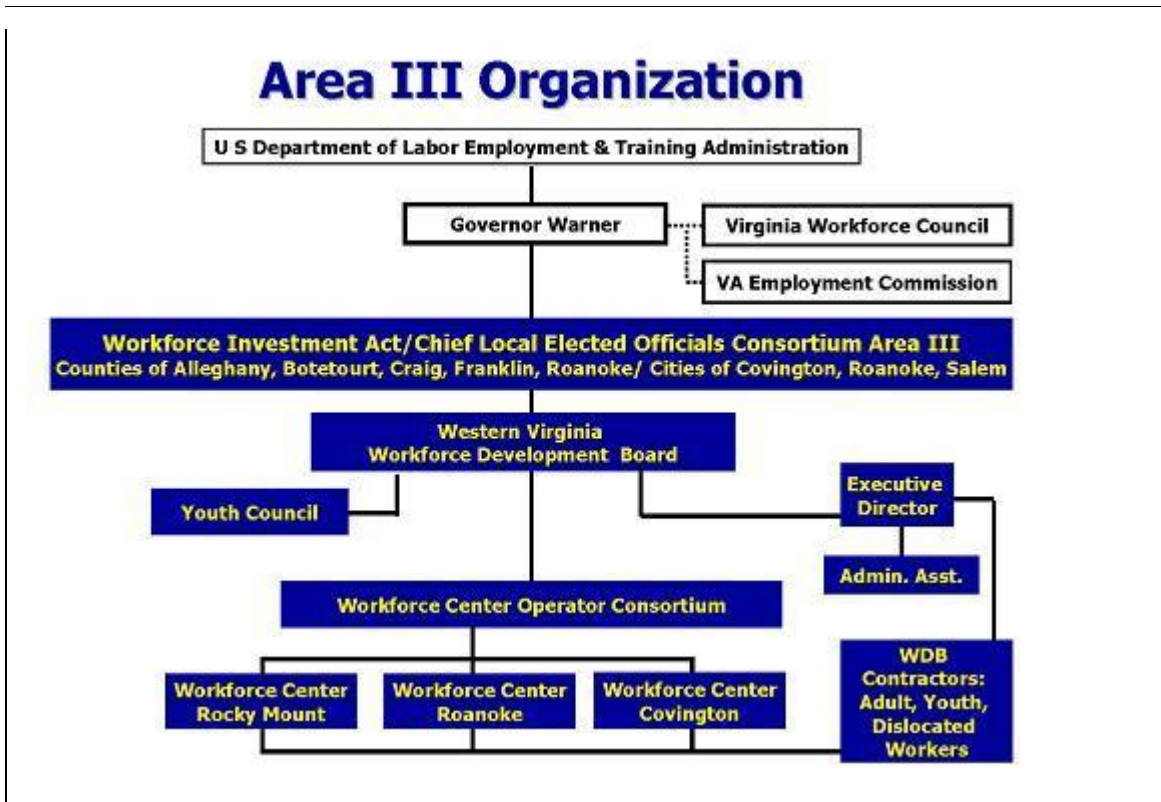 Area III Organization
U S Department of Labor Employment & Training Administration
Governor Warner
Virginia Workforce Council
VA Employment Commission
Workforce Investment Act/Chief Local Elected Officials Consortium Area III
Counties of Alleghany, Botetourt, Craig, Franklin, Roanoke/ Cities of Covington, Roanoke, Salem
Western Virginia
Workforce Development Board
Youth Council
Executive
Director
Admin. Asst.
Workforce Center Operator Consortium
Workforce Center
Rocky Mount
Workforce Center
Roanoke
Workforce Center
Covington
WDB
Contractors:
Adult, Youth,
Dislocated
Workers